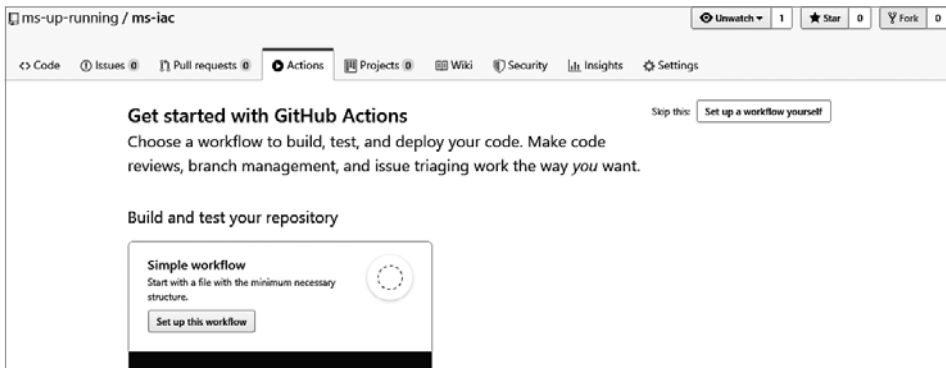 ms-up-running / ms-iac
Unwatch 1 Star 0 Fork 0
Code Issues 0 Pull requests 0 Actions Projects 0 Wiki Security Insights Settings
Get started with GitHub Actions
Skip this: Set up a workflow yourself
Choose a workflow to build, test, and deploy your code. Make code
reviews, branch management, and issue triaging work the way you want.
Build and test your repository
Simple workflow
Start with a file with the minimum necessary
structure.
Set up this workflow